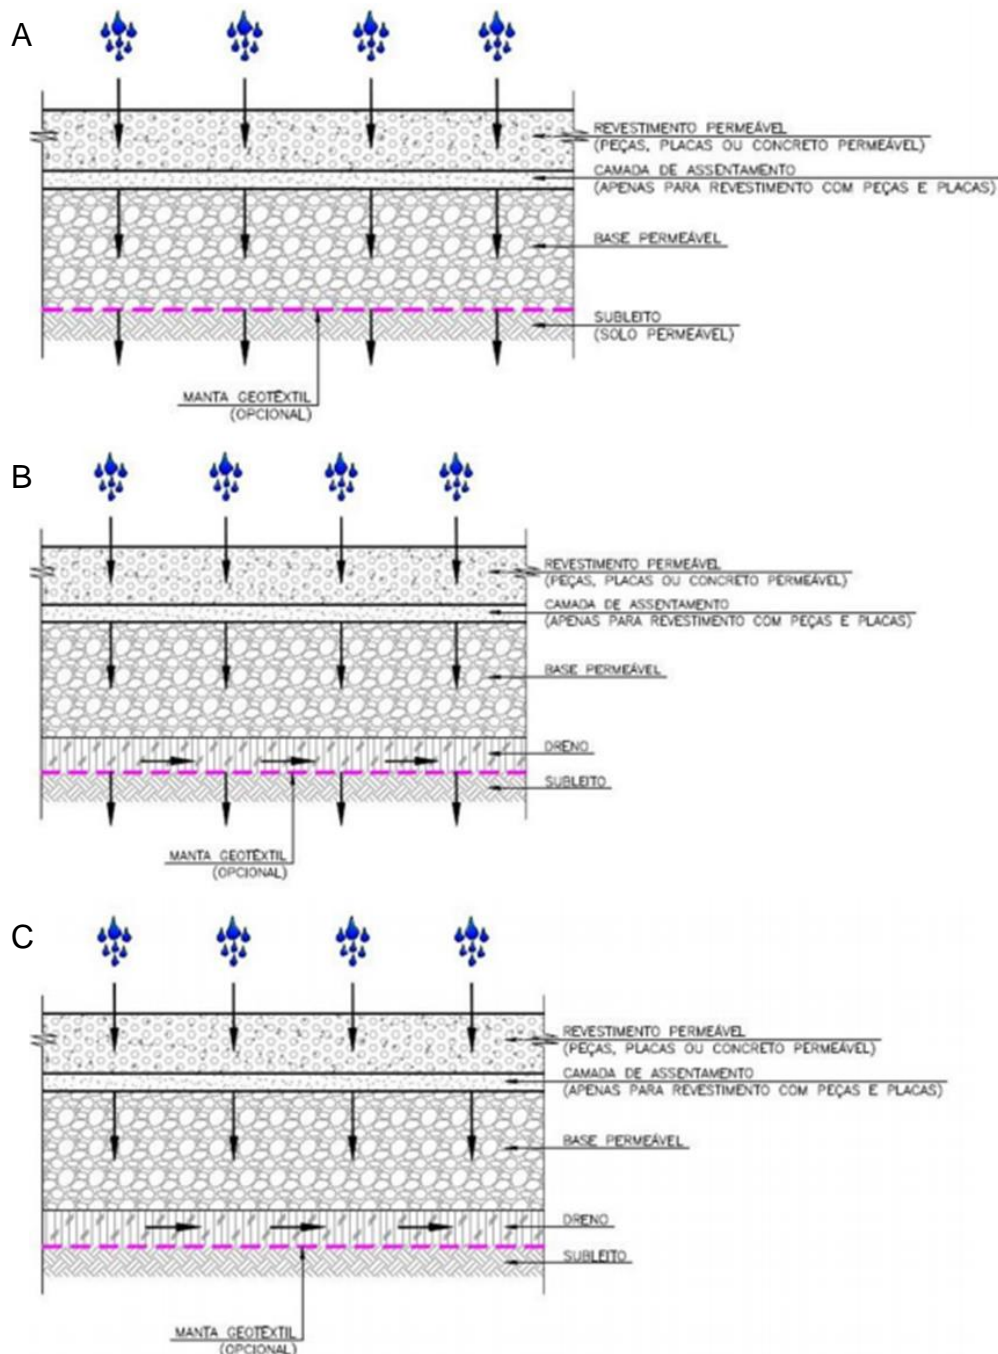 A
REVESTIMENTO PERMEÁVEL
(PEÇAS, PLACAS OU CONCRETO PERMEÁVEL)
CAMADA DE ASSENTAMENTO
(APENAS PARA REVESTIMENTO COM PEÇAS E PLACAS)
BASE PERMEÁVEL
SUBLEITO
(SOLO PERMEÁVEL)
MANTA GEOTÊXTIL
(OPCIONAL)
B
REVESTIMENTO PERMEÁVEL
(PEÇAS, PLACAS OU CONCRETO PERMEÁVEL)
CAMADA DE ASSENTAMENTO
(APENAS PARA REVESTIMENTO COM PEÇAS E PLACAS)
BASE PERMEÁVEL
DRENO
SUBLEITO
MANTA GEOTÊXTIL
(OPCIONAL)
C
REVESTIMENTO PERMEÁVEL
(PEÇAS, PLACAS OU CONCRETO PERMEÁVEL)
CAMADA DE ASSENTAMENTO
(APENAS PARA REVESTIMENTO COM PEÇAS E PLACAS)
BASE PERMEÁVEL
DRENO
SUBLEITO
MANTA GEOTÊXTIL
(OPCIONAL)